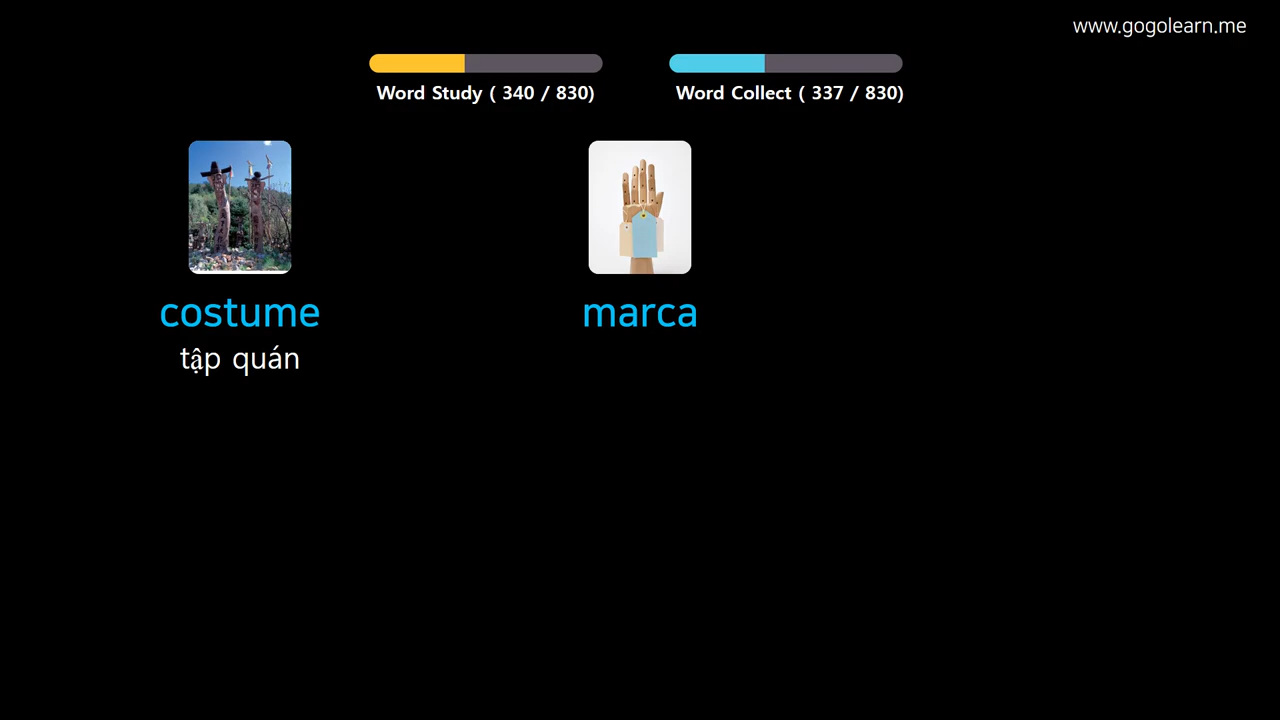 www.gogolearn.me
Word Study ( 340 / 830)
Word Collect ( 337 / 830)
costume
tập quán
marca